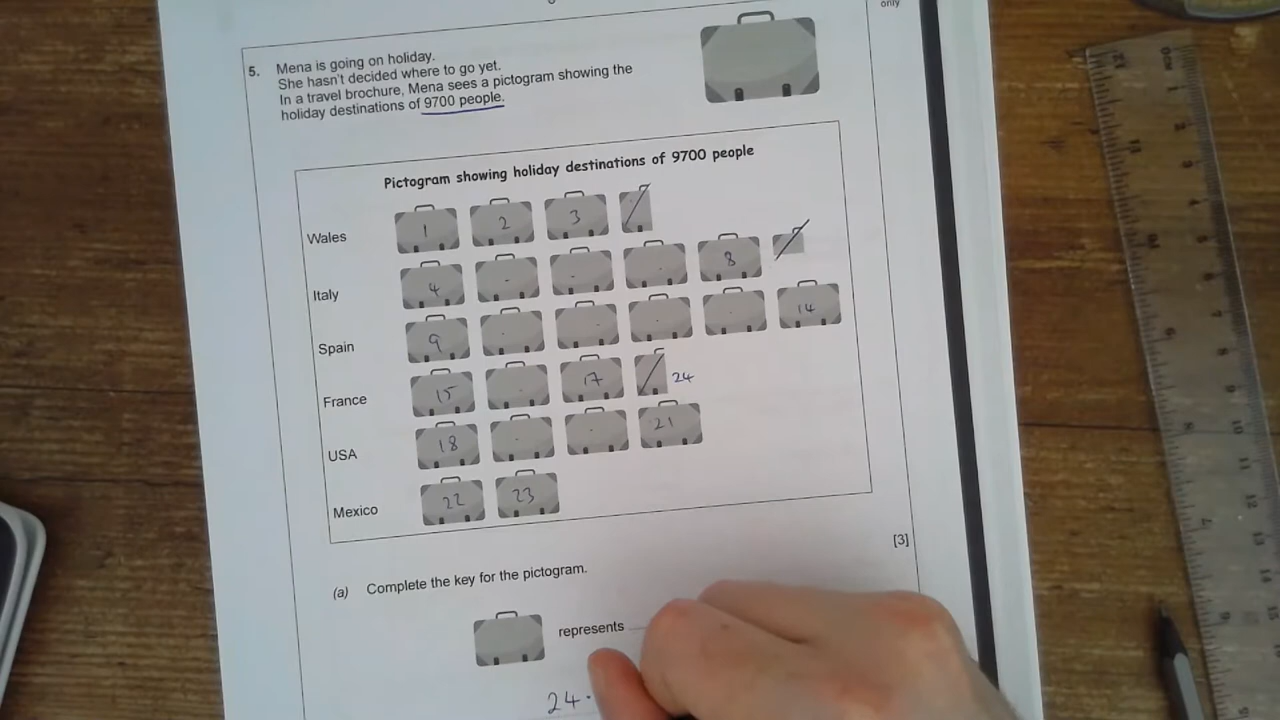 only
5. Mena is going on holiday.
She hasn't decided where to go yet.
In a travel brochure, Mena sees a pictogram showing the
holiday destinations of 9700 people.
Pictogram showing holiday destinations of 9700 people
Wales 1 2 3
Italy 4 8
Spain 9 14
France 15 17 24
USA 18 21
Mexico 22 23
[3]
(a) Complete the key for the pictogram.
represents
24.